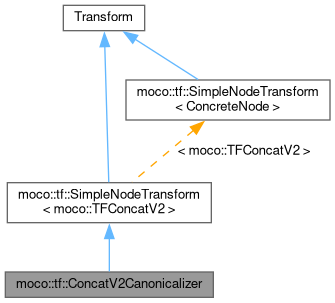 Transform
moco::tf::SimpleNodeTransform
< ConcreteNode >
< moco::TFConcatV2 >
moco::tf::SimpleNodeTransform
< moco::TFConcatV2 >
moco::tf::ConcatV2Canonicalizer